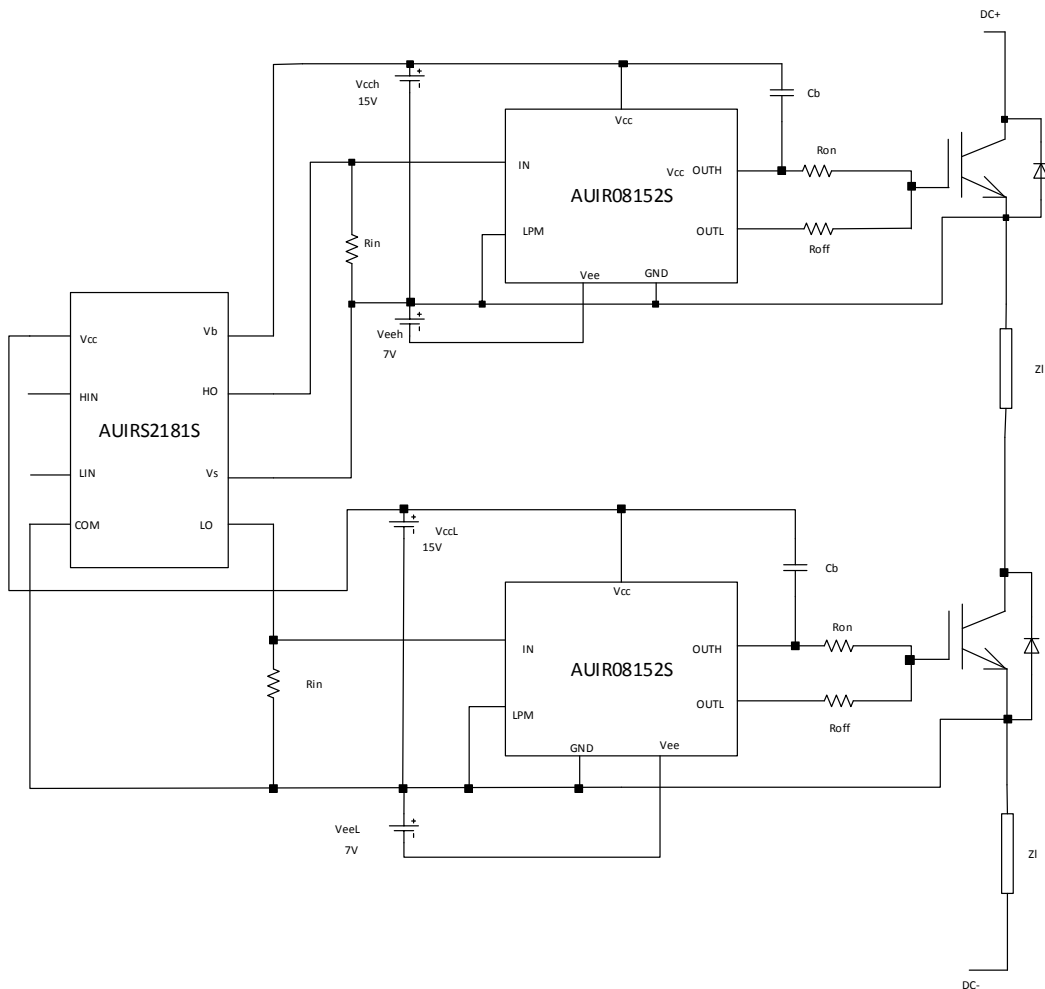 DC+
Vcch
15V
Cb
Vcc
IN
Vcc OUTH
Ron
AUIR08152S
Rin
LPM
OUTL
Roff
Vee
GND
Vcc
Vb
Veeh
7V
Zl
HIN
HO
AUIRS2181S
LIN
Vs
COM
LO
VccL
15V
Cb
Vcc
Ron
IN
OUTH
AUIR08152S
Rin
LPM
OUTL
Roff
GND
Vee
VeeL
7V
Zl
DC-